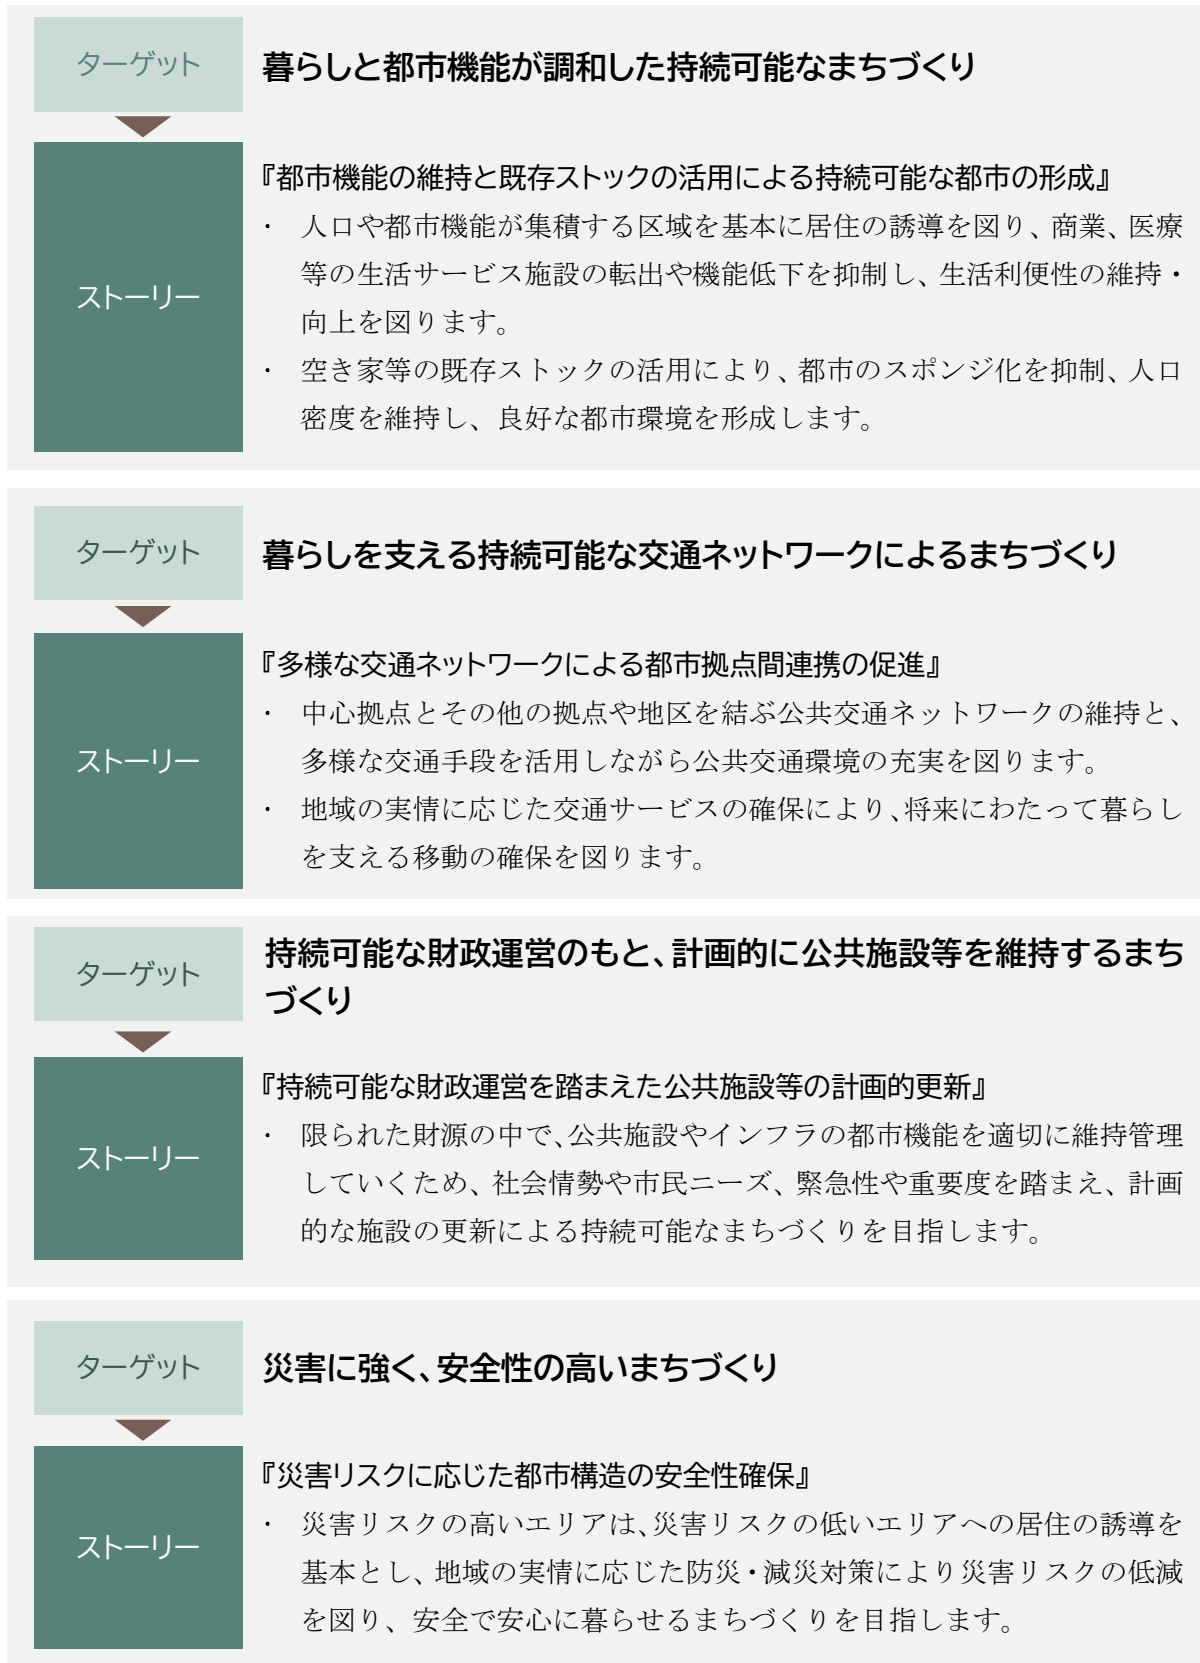 ターゲット
暮らしと都市機能が調和した持続可能なまちづくり
ストーリー
『都市機能の維持と既存ストックの活用による持続可能な都市の形成』
・ 人口や都市機能が集積する区域を基本に居住の誘導を図り、商業、医療
等の生活サービス施設の転出や機能低下を抑制し、生活利便性の維持・
向上を図ります。
・ 空き家等の既存ストックの活用により、都市のスポンジ化を抑制、人口
密度を維持し、良好な都市環境を形成します。
ターゲット
暮らしを支える持続可能な交通ネットワークによるまちづくり
ストーリー
『多様な交通ネットワークによる都市拠点間連携の促進』
・ 中心拠点とその他の拠点や地区を結ぶ公共交通ネットワークの維持と、
多様な交通手段を活用しながら公共交通環境の充実を図ります。
・ 地域の実情に応じた交通サービスの確保により、将来にわたって暮らし
を支える移動の確保を図ります。
ターゲット
持続可能な財政運営のもと、計画的に公共施設等を維持するまち
づくり
ストーリー
『持続可能な財政運営を踏まえた公共施設等の計画的更新』
・ 限られた財源の中で、公共施設やインフラの都市機能を適切に維持管理
していくため、社会情勢や市民ニーズ、緊急性や重要度を踏まえ、計画
的な施設の更新による持続可能なまちづくりを目指します。
ターゲット
災害に強く、安全性の高いまちづくり
ストーリー
『災害リスクに応じた都市構造の安全性確保』
・ 災害リスクの高いエリアは、災害リスクの低いエリアへの居住の誘導を
基本とし、地域の実情に応じた防災・減災対策により災害リスクの低減
を図り、安全で安心に暮らせるまちづくりを目指します。